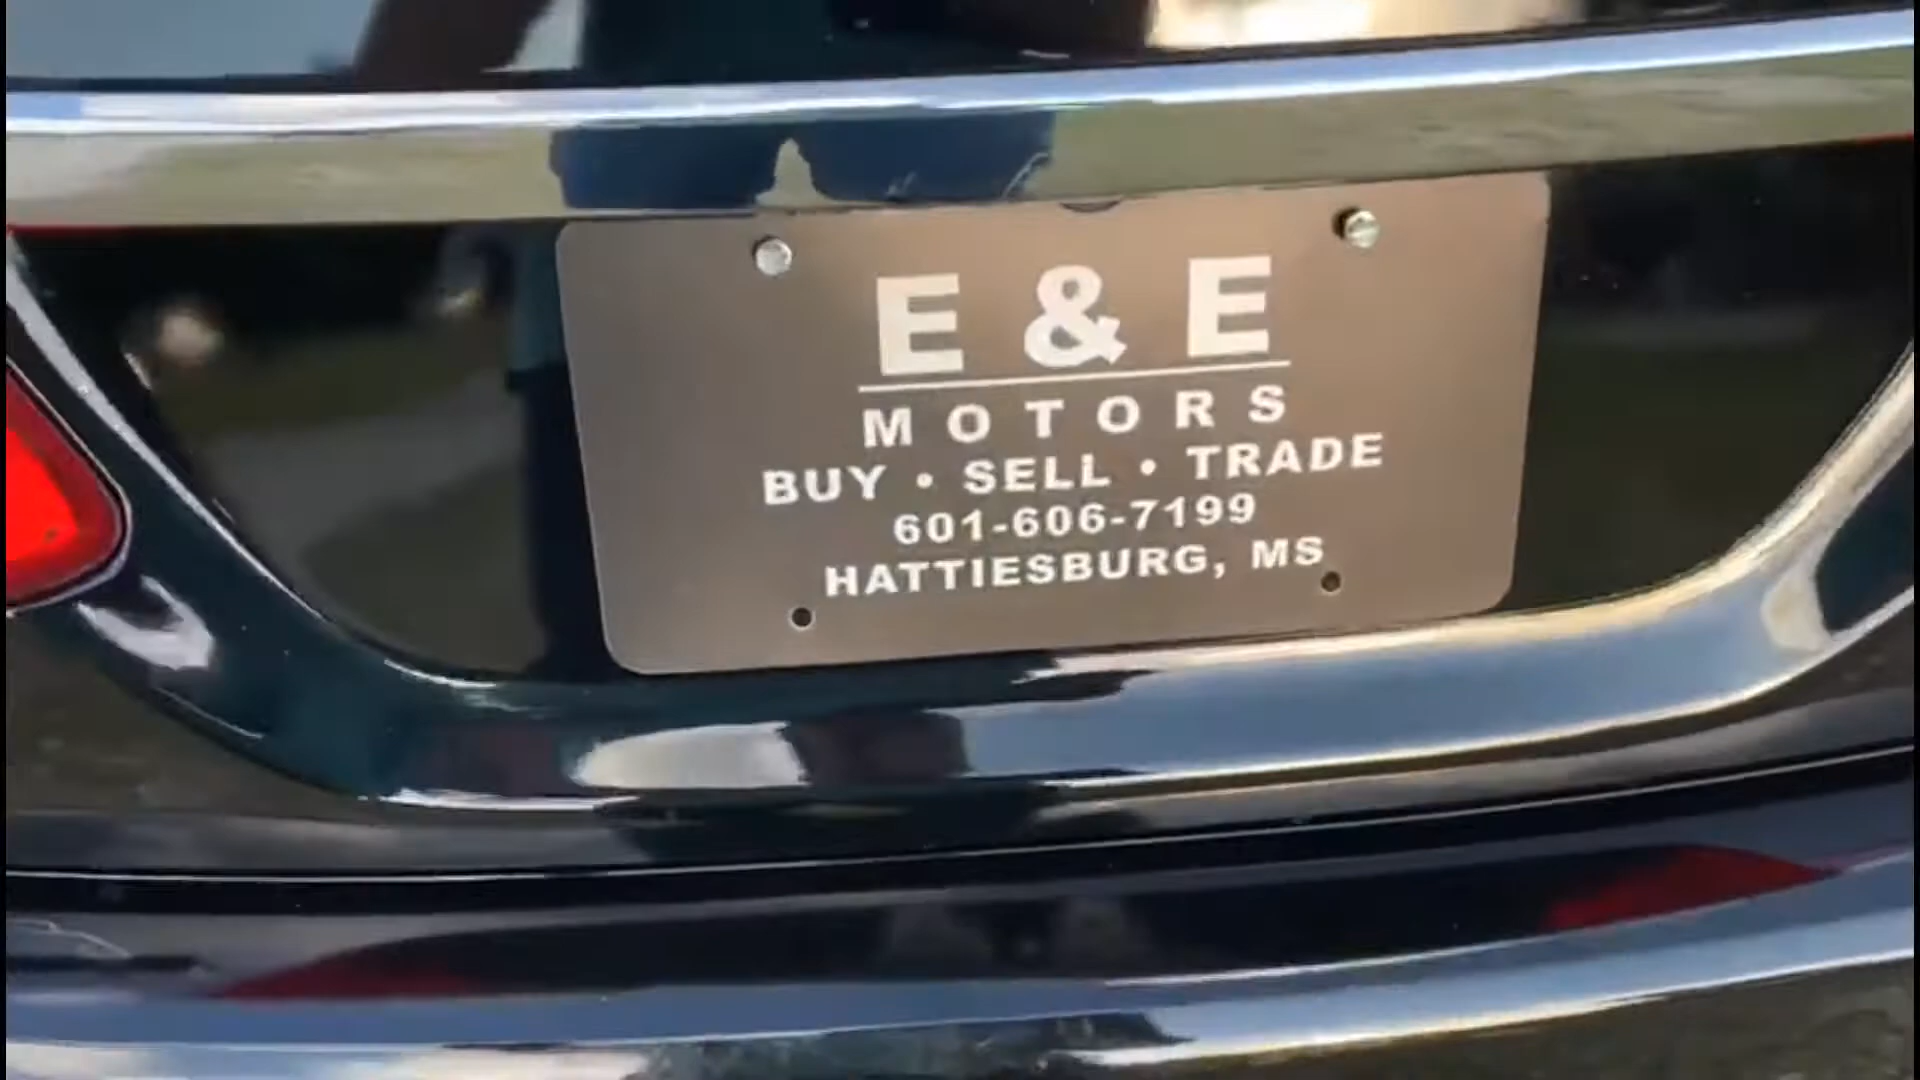 E & E
MOTORS
BUY • SELL • TRADE
601-606-7199
HATTIESBURG, MS